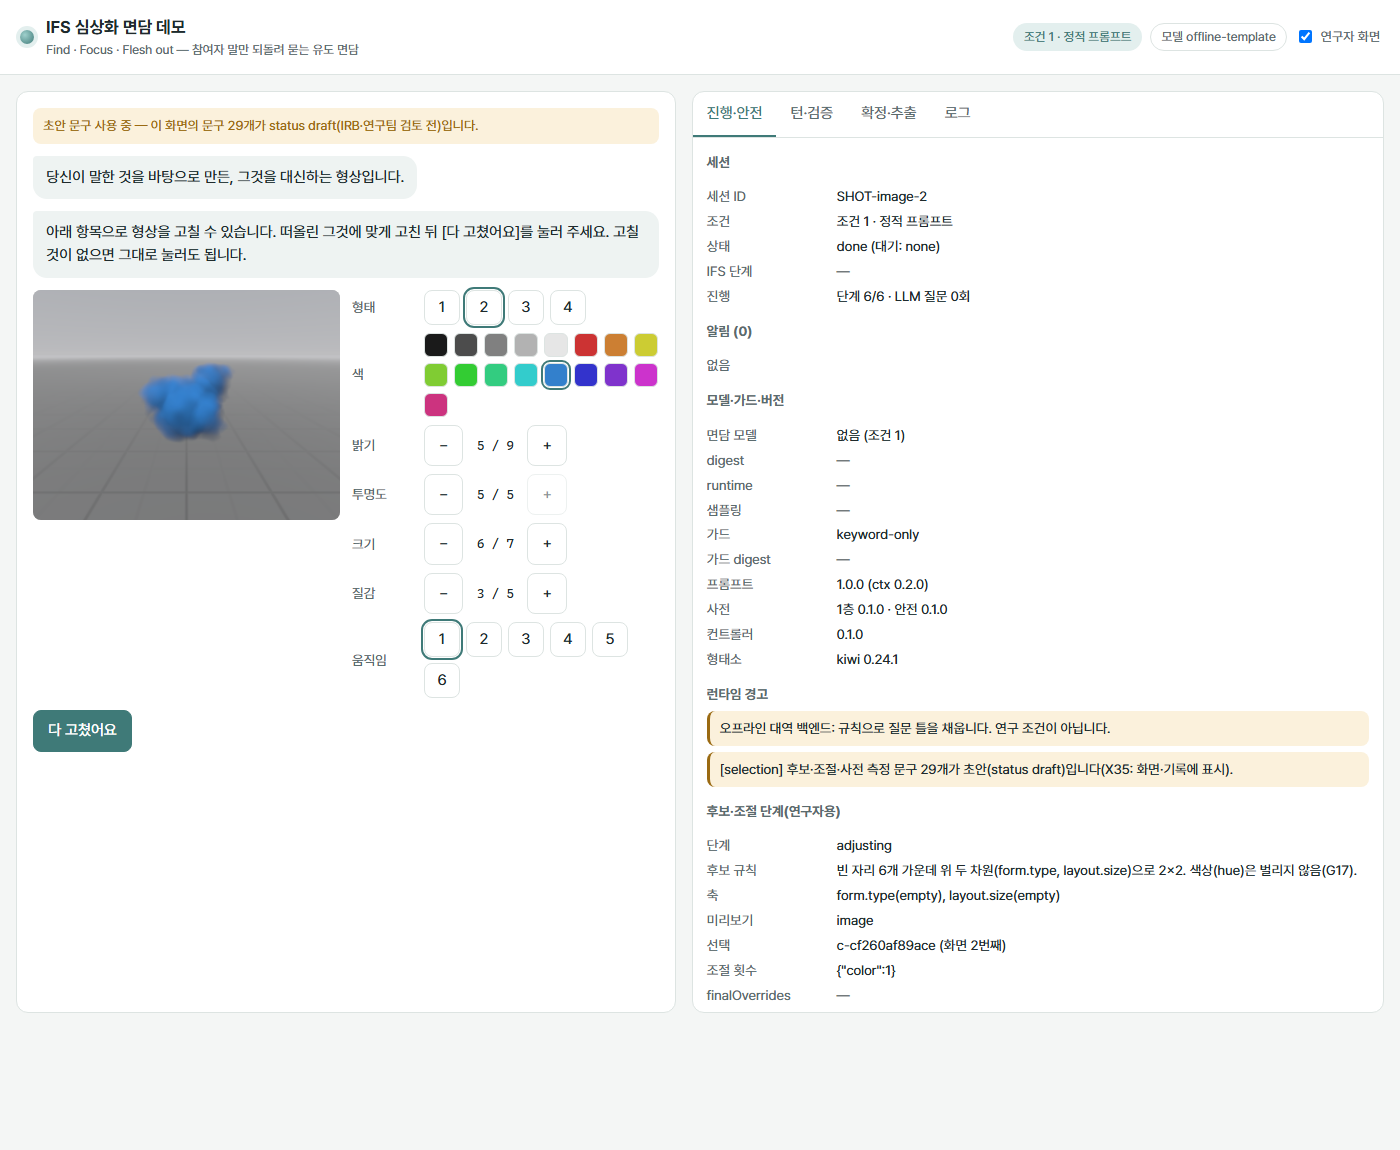 IFS 심상화 면담 데모
Find · Focus · Flesh out — 참여자 말만 되돌려 묻는 유도 면담
조건 1 · 정적 프롬프트
모델 offline-template
연구자 화면
초안 문구 사용 중 — 이 화면의 문구 29개가 status draft(IRB·연구팀 검토 전)입니다.
당신이 말한 것을 바탕으로 만든, 그것을 대신하는 형상입니다.
아래 항목으로 형상을 고칠 수 있습니다. 떠올린 그것에 맞게 고친 뒤 [다 고쳤어요]를 눌러 주세요. 고칠
것이 없으면 그대로 눌러도 됩니다.
형태
1 2 3 4
색
밝기
− 5 / 9 +
투명도
− 5 / 5 +
크기
− 6 / 7 +
질감
− 3 / 5 +
움직임
1 2 3 4 5
6
다 고쳤어요
진행·안전 턴·검증 확정·추출 로그
세션
세션 ID SHOT-image-2
조건 조건 1 · 정적 프롬프트
상태 done (대기: none)
IFS 단계 —
진행 단계 6/6 · LLM 질문 0회
알림 (0)
없음
모델·가드·버전
면담 모델 없음 (조건 1)
digest —
runtime —
샘플링 —
가드 keyword-only
가드 digest —
프롬프트 1.0.0 (ctx 0.2.0)
사전 1층 0.1.0 · 안전 0.1.0
컨트롤러 0.1.0
형태소 kiwi 0.24.1
런타임 경고
오프라인 대역 백엔드: 규칙으로 질문 틀을 채웁니다. 연구 조건이 아닙니다.
[selection] 후보·조절·사전 측정 문구 29개가 초안(status draft)입니다(X35: 화면·기록에 표시).
후보·조절 단계(연구자용)
단계 adjusting
후보 규칙 빈 자리 6개 가운데 위 두 차원(form.type, layout.size)으로 2×2. 색상(hue)은 벌리지 않음(G17).
축 form.type(empty), layout.size(empty)
미리보기 image
선택 c-cf260af89ace (화면 2번째)
조절 횟수 {"color":1}
finalOverrides —